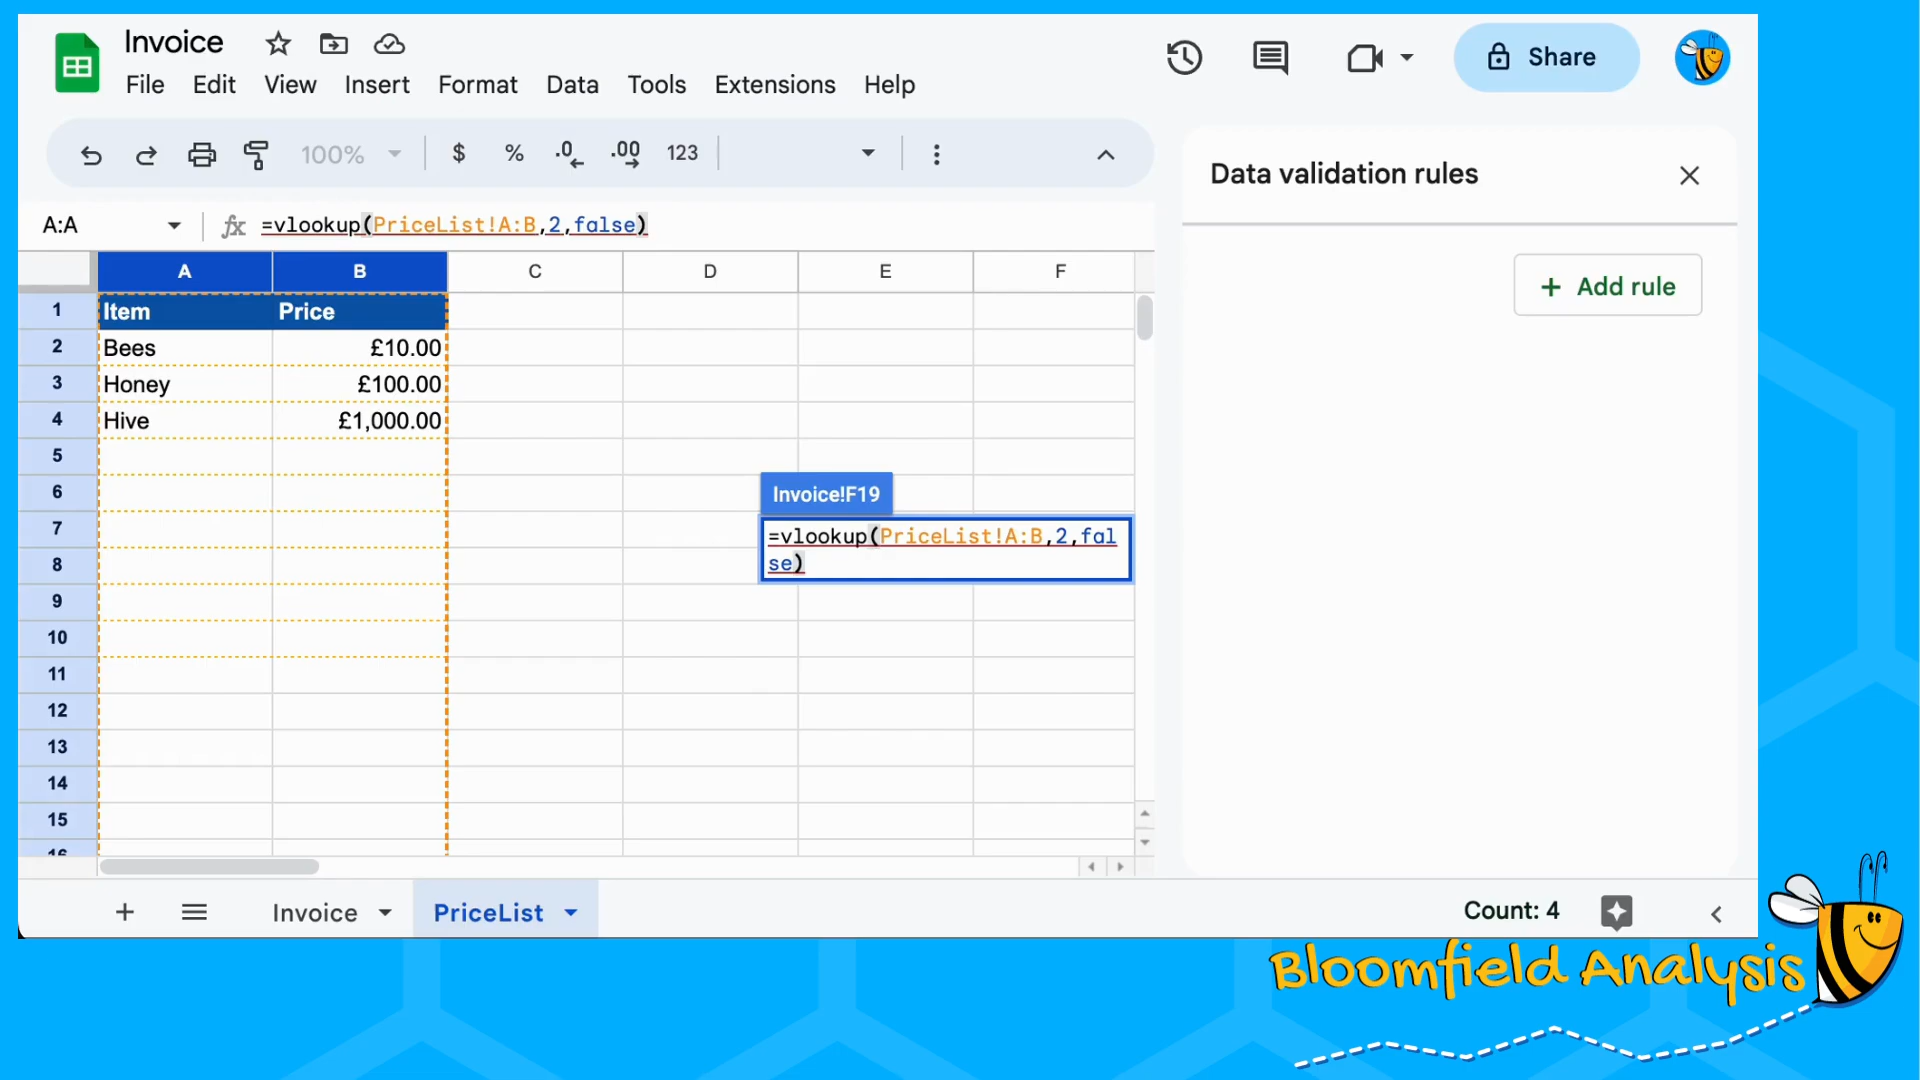 Invoice
File Edit View Insert Format Data Tools Extensions Help
Share
100% $ % .0 .00 123
A:A fx =vlookup(PriceList!A:B,2,false)
A B C D E F
1 Item Price
2 Bees £10.00
3 Honey £100.00
4 Hive £1,000.00
5
6
7
8
9
10
11
12
13
14
15
16
Invoice!F19
=vlookup(PriceList!A:B,2,fal
se)
Data validation rules
+ Add rule
Invoice PriceList
Count: 4
Bloomfield Analysis